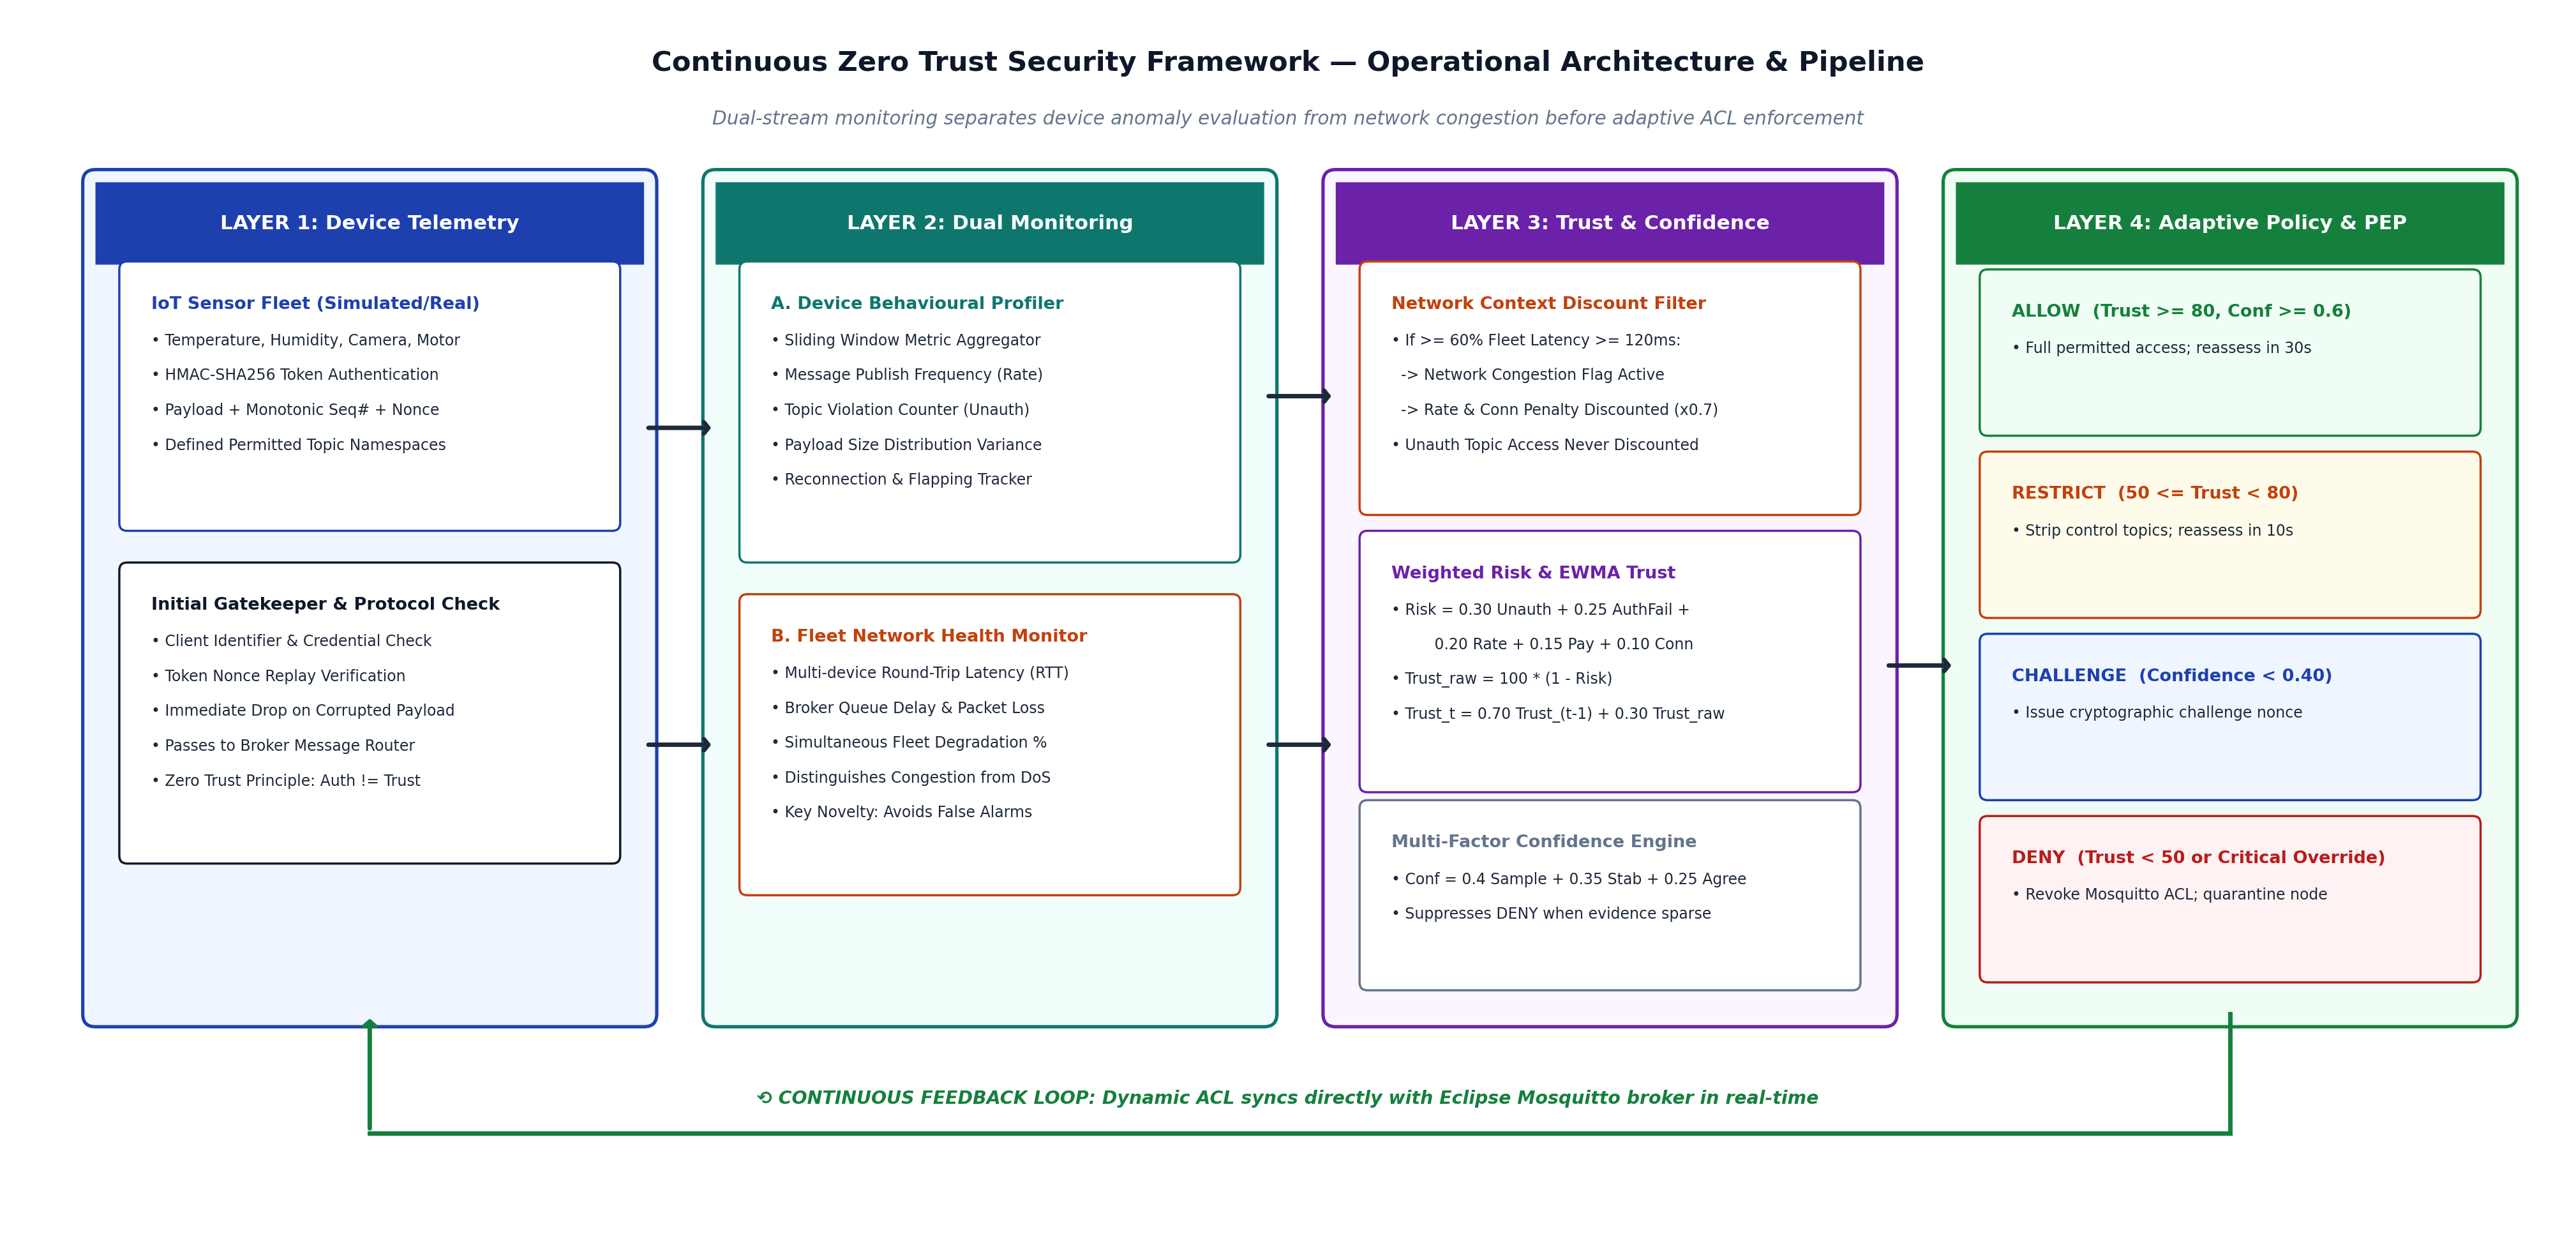 Continuous Zero Trust Security Framework — Operational Architecture & Pipeline
Dual-stream monitoring separates device anomaly evaluation from network congestion before adaptive ACL enforcement
LAYER 1: Device Telemetry
IoT Sensor Fleet (Simulated/Real)
• Temperature, Humidity, Camera, Motor
• HMAC-SHA256 Token Authentication
• Payload + Monotonic Seq# + Nonce
• Defined Permitted Topic Namespaces
Initial Gatekeeper & Protocol Check
• Client Identifier & Credential Check
• Token Nonce Replay Verification
• Immediate Drop on Corrupted Payload
• Passes to Broker Message Router
• Zero Trust Principle: Auth != Trust
LAYER 2: Dual Monitoring
A. Device Behavioural Profiler
• Sliding Window Metric Aggregator
• Message Publish Frequency (Rate)
• Topic Violation Counter (Unauth)
• Payload Size Distribution Variance
• Reconnection & Flapping Tracker
B. Fleet Network Health Monitor
• Multi-device Round-Trip Latency (RTT)
• Broker Queue Delay & Packet Loss
• Simultaneous Fleet Degradation %
• Distinguishes Congestion from DoS
• Key Novelty: Avoids False Alarms
LAYER 3: Trust & Confidence
Network Context Discount Filter
• If >= 60% Fleet Latency >= 120ms:
-> Network Congestion Flag Active
-> Rate & Conn Penalty Discounted (x0.7)
• Unauth Topic Access Never Discounted
Weighted Risk & EWMA Trust
• Risk = 0.30 Unauth + 0.25 AuthFail +
0.20 Rate + 0.15 Pay + 0.10 Conn
• Trust_raw = 100 * (1 - Risk)
• Trust_t = 0.70 Trust_(t-1) + 0.30 Trust_raw
Multi-Factor Confidence Engine
• Conf = 0.4 Sample + 0.35 Stab + 0.25 Agree
• Suppresses DENY when evidence sparse
LAYER 4: Adaptive Policy & PEP
ALLOW (Trust >= 80, Conf >= 0.6)
• Full permitted access; reassess in 30s
RESTRICT (50 <= Trust < 80)
• Strip control topics; reassess in 10s
CHALLENGE (Confidence < 0.40)
• Issue cryptographic challenge nonce
DENY (Trust < 50 or Critical Override)
• Revoke Mosquitto ACL; quarantine node
⟲ CONTINUOUS FEEDBACK LOOP: Dynamic ACL syncs directly with Eclipse Mosquitto broker in real-time